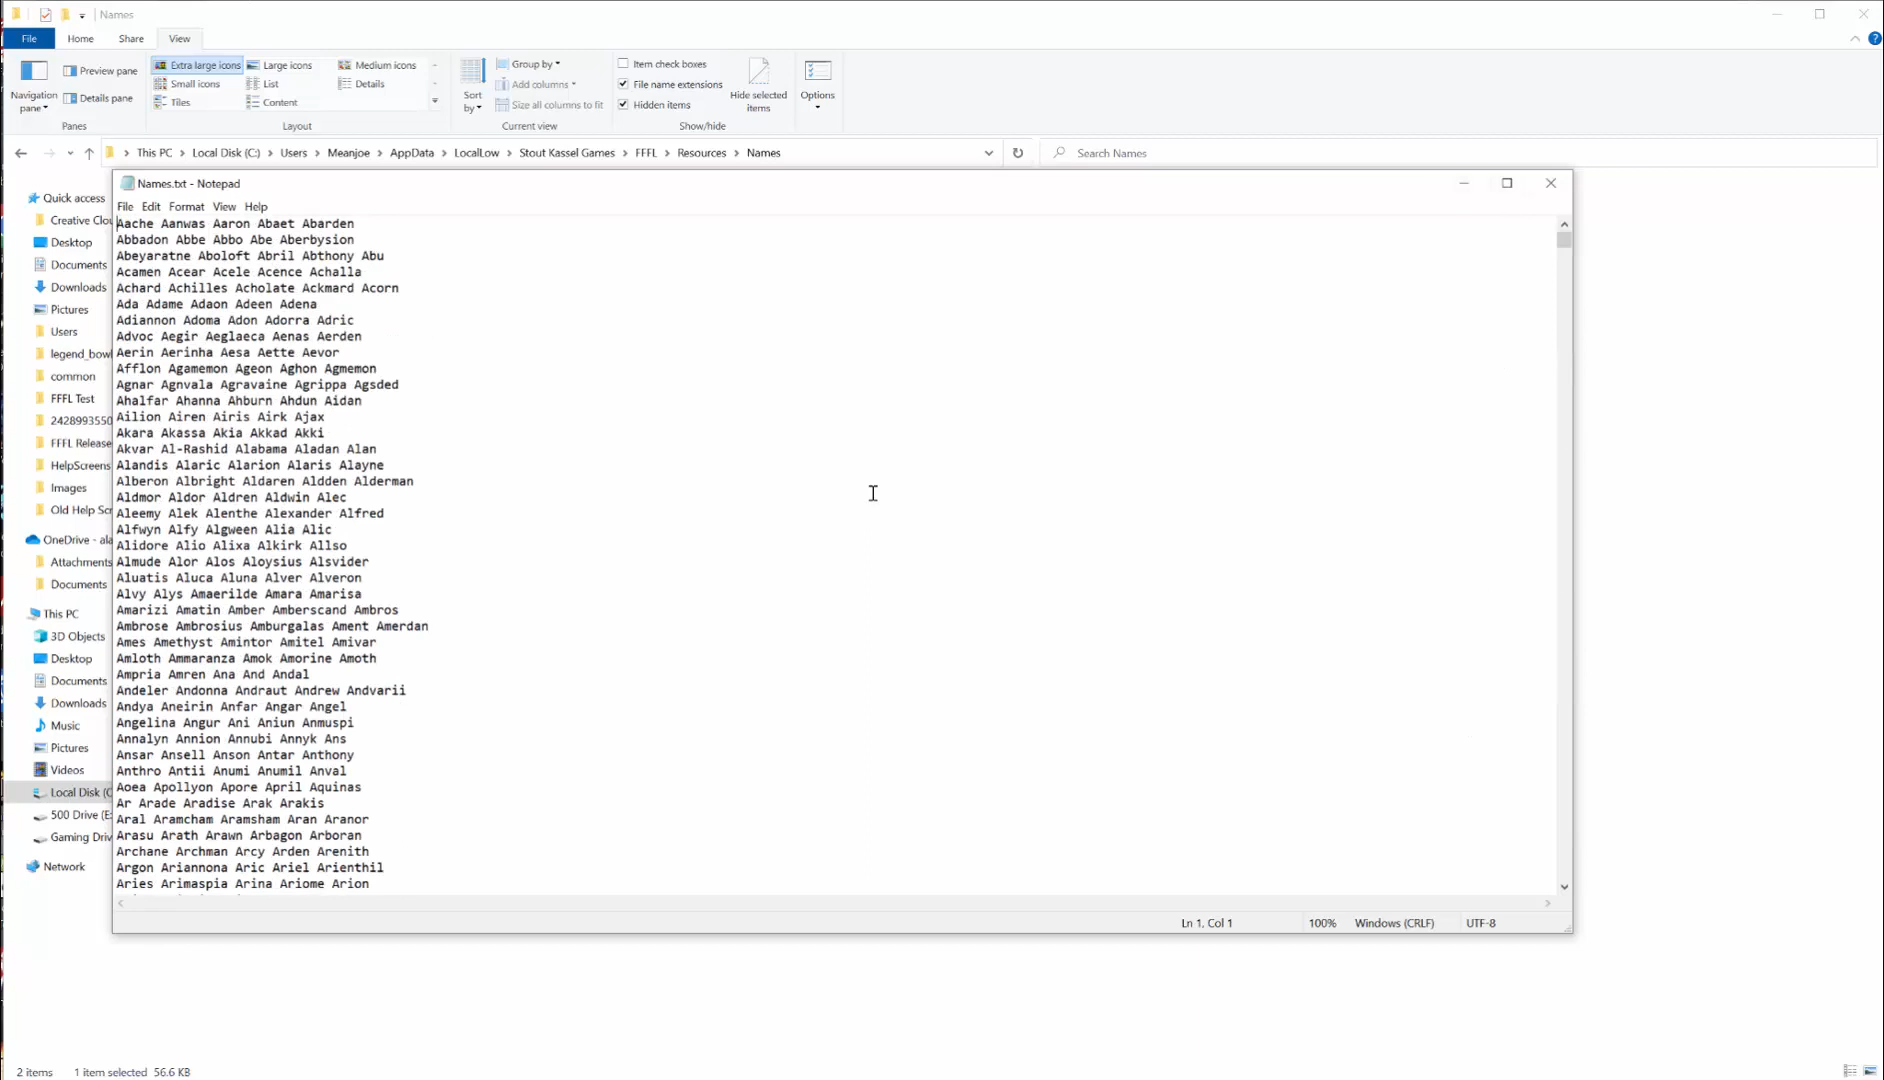 Names
File
Home
Share
View
Navigation pane
Preview pane
Details pane
Panes
Extra large icons
Large icons
Medium icons
Small icons
List
Details
Tiles
Content
Layout
Sort by
Group by
Add columns
Size all columns to fit
Current view
Item check boxes
File name extensions
Hidden items
Hide selected items
Show/hide
Options
This PC > Local Disk (C:) > Users > Meanjoe > AppData > LocalLow > Stout Kassel Games > FFFL > Resources > Names
Search Names
Quick access
Creative Clou
Desktop
Documents
Downloads
Pictures
Users
legend_bowl
common
FFFL Test
2428993550
FFFL Release
HelpScreens
Images
Old Help Scr
OneDrive - ala
Attachments
Documents
This PC
3D Objects
Desktop
Documents
Downloads
Music
Pictures
Videos
Local Disk (C
500 Drive (E:
Gaming Driv
Network
Names.txt - Notepad
File Edit Format View Help
Aache Aanwas Aaron Abaet Abarden
Abbadon Abbe Abbo Abe Aberbysion
Abeyaratne Aboloft Abril Abthony Abu
Acamen Acear Acele Acence Achalla
Achard Achilles Acholate Ackmard Acorn
Ada Adame Adaon Adeen Adena
Adiannon Adoma Adon Adorra Adric
Advoc Aegir Aeglaeca Aenas Aerden
Aerin Aerinha Aesa Aette Aevor
Afflon Agamemon Ageon Aghon Agmemon
Agnar Agnvala Agravaine Agrippa Agsded
Ahalfar Ahanna Ahburn Ahdun Aidan
Ailion Airen Airis Airk Ajax
Akara Akassa Akia Akkad Akki
Akvar Al-Rashid Alabama Aladan Alan
Alandis Alaric Alarion Alaris Alayne
Alberon Albright Aldaren Aldden Alderman
Aldmor Aldor Aldren Aldwin Alec
Aleemy Alek Alenthe Alexander Alfred
Alfwyn Alfy Algween Alia Alic
Alidore Alio Alixa Alkirk Allso
Almude Alor Alos Aloysius Alsvider
Aluatis Aluca Aluna Alver Alveron
Alvy Alys Amaerilde Amara Amarisa
Amarizi Amatin Amber Amberscand Ambros
Ambrose Ambrosius Amburgalas Ament Amerdan
Ames Amethyst Amintor Amitel Amivar
Amloth Ammaranza Amok Amorine Amoth
Ampria Amren Ana And Andal
Andeler Andonna Andraut Andrew Andvarii
Andya Aneirin Anfar Angar Angel
Angelina Angur Ani Aniun Anmuspi
Annalyn Annion Annubi Annyk Ans
Ansar Ansell Anson Antar Anthony
Anthro Antii Anumi Anumil Anval
Aoea Apollyon Apore April Aquinas
Ar Arade Aradise Arak Arakis
Aral Aramcham Aramsham Aran Aranor
Arasu Arath Arawn Arbagon Arboran
Archane Archman Arcy Arden Arenith
Argon Ariannona Aric Ariel Arienthil
Aries Arimaspia Arina Ariome Arion
Ln 1, Col 1
100%
Windows (CRLF)
UTF-8
2 items
1 item selected 56.6 KB